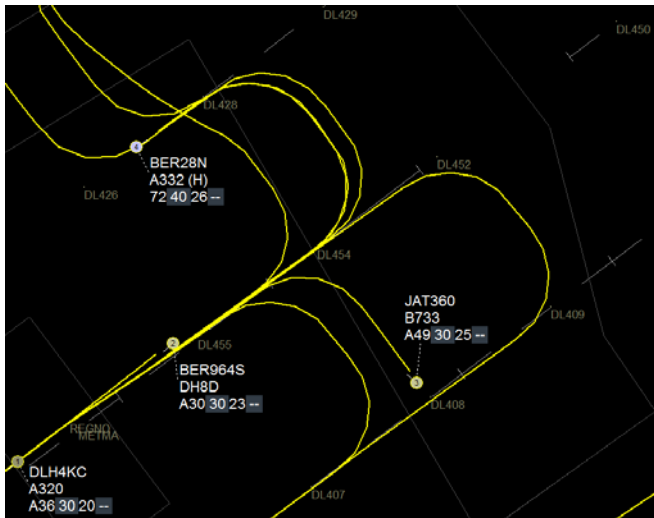 DL429
DL450
DL428
4
BER28N
A332 (H)
72 40 26 --
DL426
DL452
DL454
JAT360
B733
A49 30 25 --
DL409
2
DL455
BER964S
DH8D
A30 30 23 --
3
DL408
REGNO
METMA
1
DLH4KC
A320
A36 30 20 --
DL407